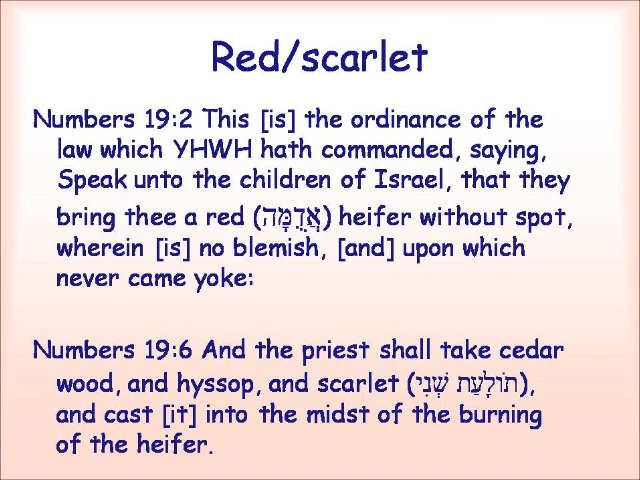 Red/scarlet
Numbers 19:2 This [is] the ordinance of the
law which YHWH hath commanded, saying,
Speak unto the children of Israel, that they
bring thee a red (אֲדֻמָּה) heifer without spot,
wherein [is] no blemish, [and] upon which
never came yoke:
Numbers 19:6 And the priest shall take cedar
wood, and hyssop, and scarlet (תֹולָעַת שְׁנִי),
and cast [it] into the midst of the burning
of the heifer.